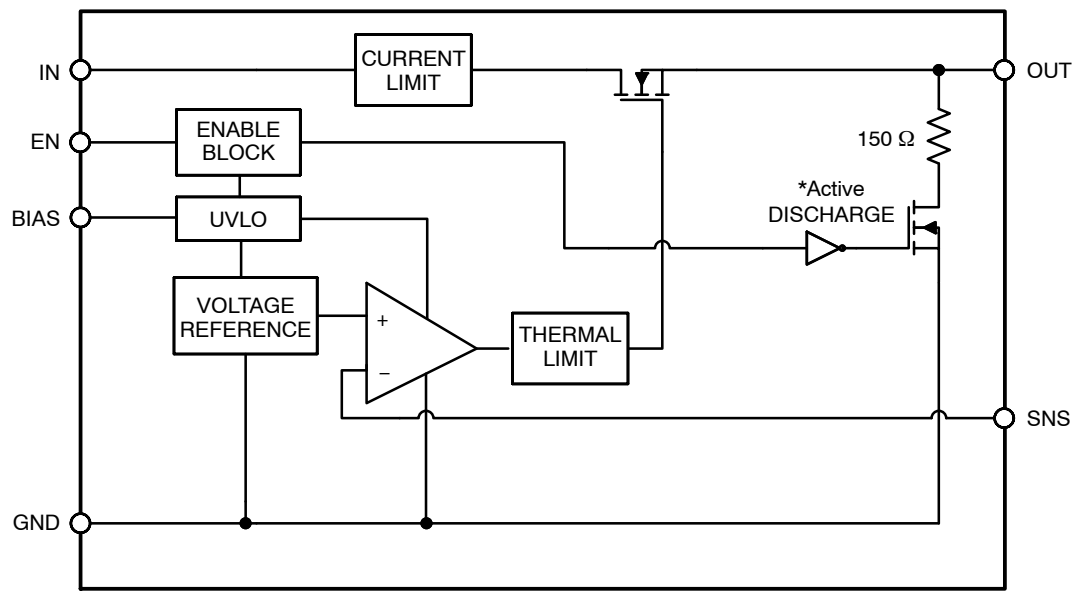 IN
CURRENT
LIMIT
OUT
EN
ENABLE
BLOCK
150 Ω
*Active
DISCHARGE
BIAS
UVLO
VOLTAGE
REFERENCE
+
−
THERMAL
LIMIT
SNS
GND